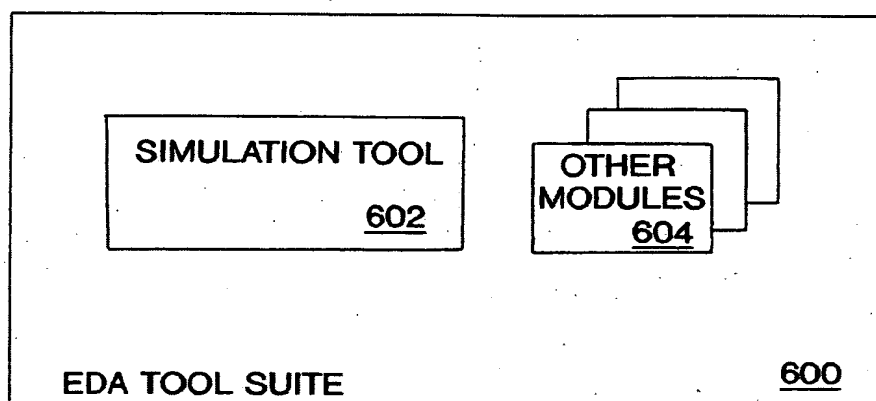 SIMULATION TOOL
602
OTHER
MODULES
604
EDA TOOL SUITE
600